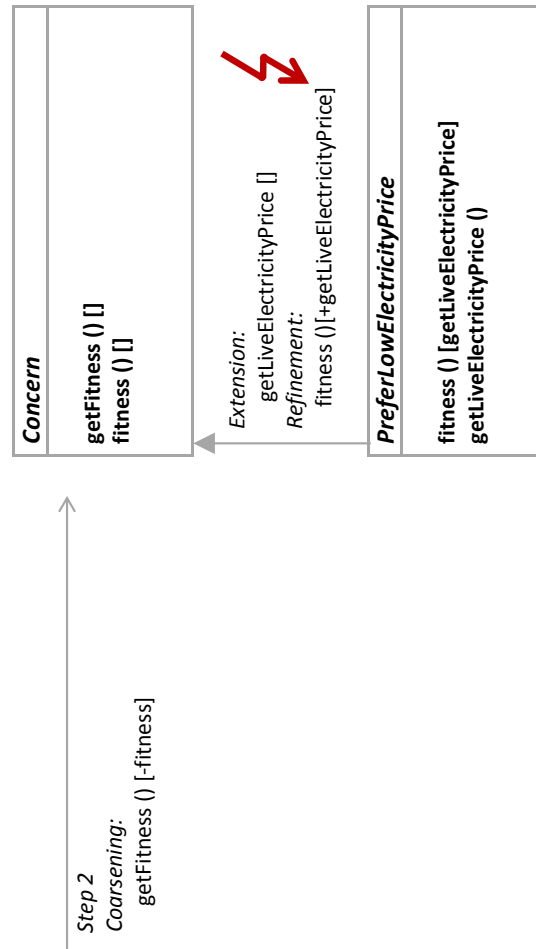 Step 2
Coarsening:
getFitness () [-fitness]
Concern
getFitness () []
fitness () []
Extension:
getLiveElectricityPrice []
Refinement:
fitness ()[+getLiveElectricityPrice]
PreferLowElectricityPrice
fitness () [getLiveElectricityPrice]
getLiveElectricityPrice ()